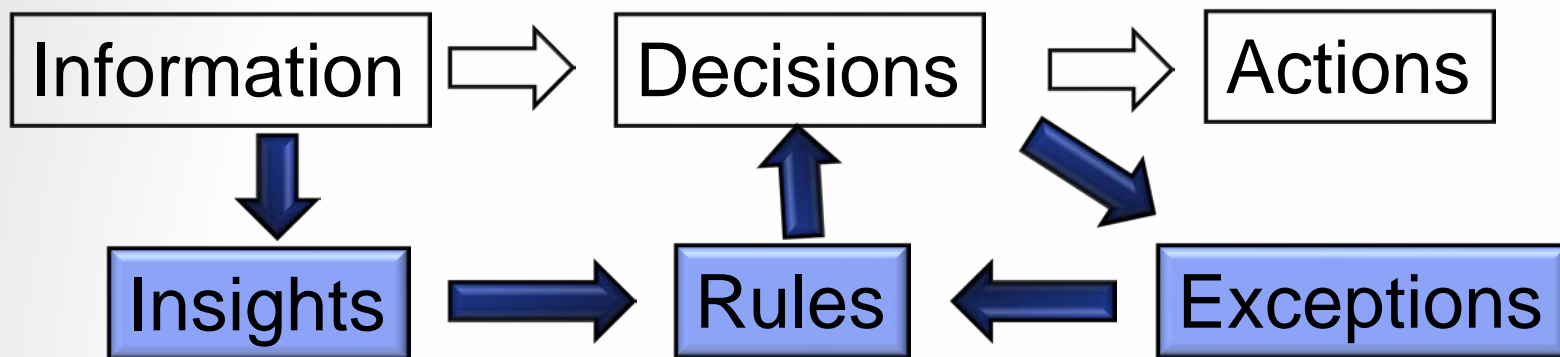 Information
Decisions
Actions
Insights
Rules
Exceptions